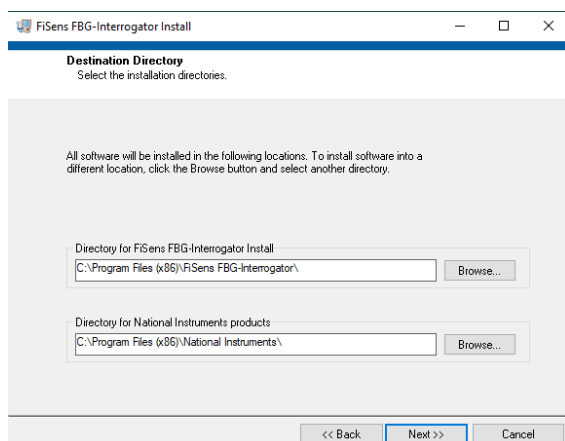 FiSens FBG-Interrogator Install
Destination Directory
Select the installation directories.
All software will be installed in the following locations. To install software into a
different location, click the Browse button and select another directory.
Directory for FiSens FBG-Interrogator Install
C:\Program Files (x86)\FiSens FBG-Interrogator\
Browse...
Directory for National Instruments products
C:\Program Files (x86)\National Instruments\
Browse...
<< Back
Next >>
Cancel